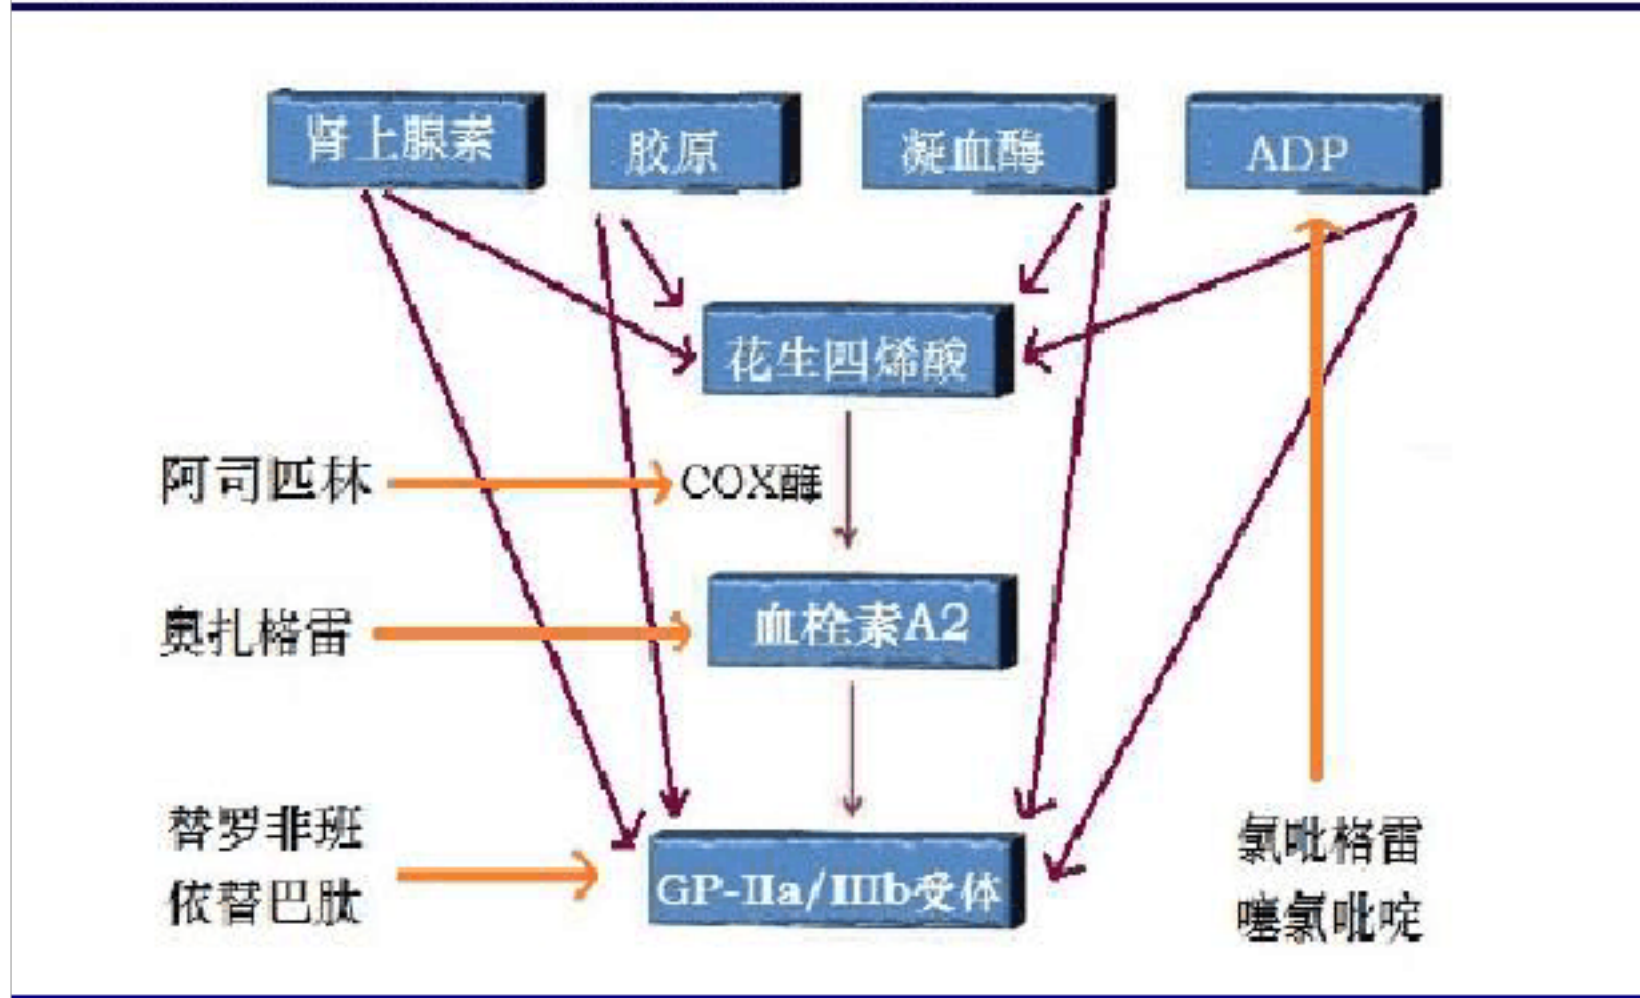 肾上腺素
胶原
凝血酶
ADP
花生四烯酸
阿司匹林
COX酶
奥扎格雷
血栓素A2
替罗非班
依替巴肽
GP-IIa/IIIb受体
氯吡格雷
噻氯吡啶